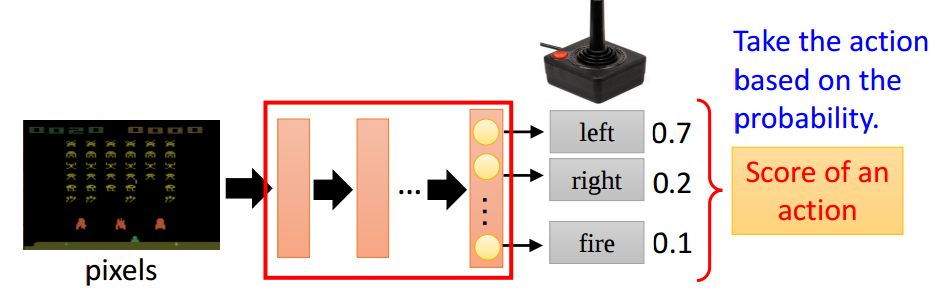 0020 0000
pixels
...
left 0.7
right 0.2
⋮
fire 0.1
Take the action
based on the
probability.
Score of an
action